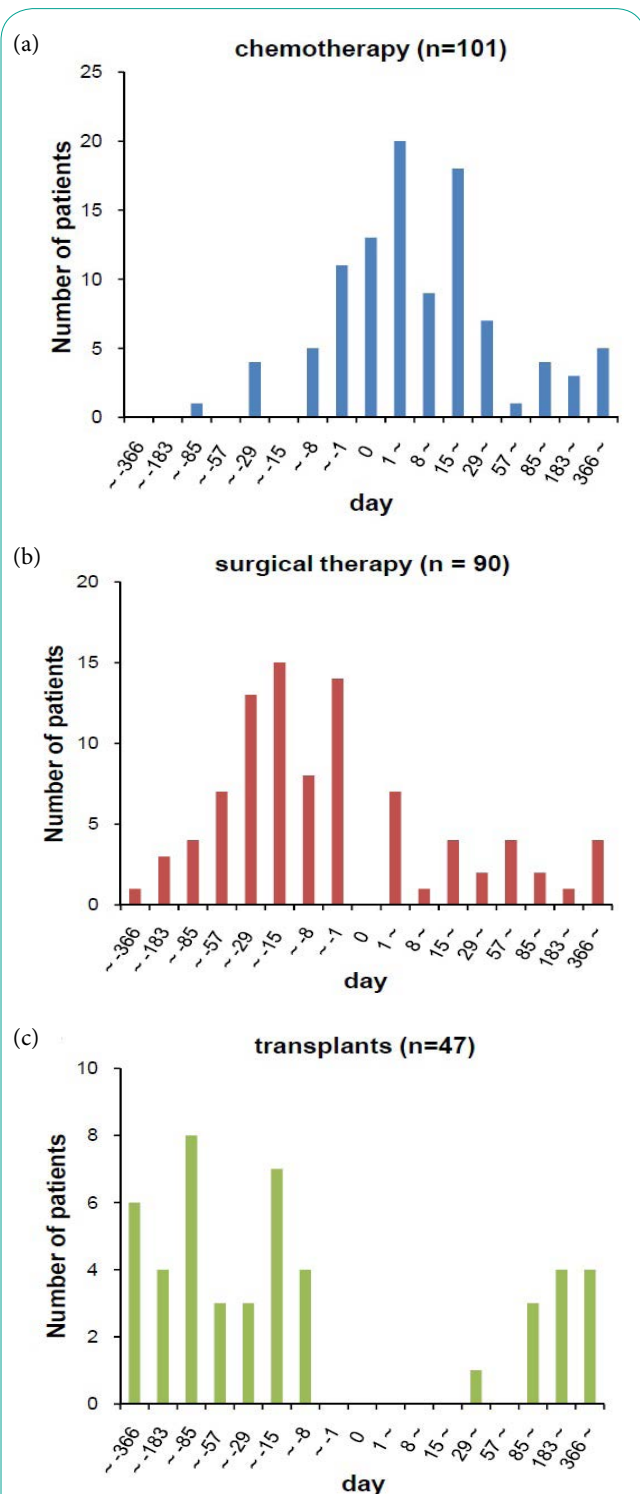 (a)
chemotherapy (n=101)
Number of patients
25
20
15
10
5
0
~ -366 ~ -183 ~ -85 ~ -57 ~ -29 ~ -15 ~ -8 ~ -1 0 1 ~ 8 ~ 15 ~ 29 ~ 57 ~ 85 ~ 183 ~ 366 ~
day
(b)
surgical therapy (n = 90)
Number of patients
20
15
10
5
0
~ -366 ~ -183 ~ -85 ~ -57 ~ -29 ~ -15 ~ -8 ~ -1 0 1 ~ 8 ~ 15 ~ 29 ~ 57 ~ 85 ~ 183 ~ 366 ~
day
(c)
transplants (n=47)
Number of patients
10
8
6
4
2
0
~ -366 ~ -183 ~ -85 ~ -57 ~ -29 ~ -15 ~ -8 ~ -1 0 1 ~ 8 ~ 15 ~ 29 ~ 57 ~ 85 ~ 183 ~ 366 ~
day